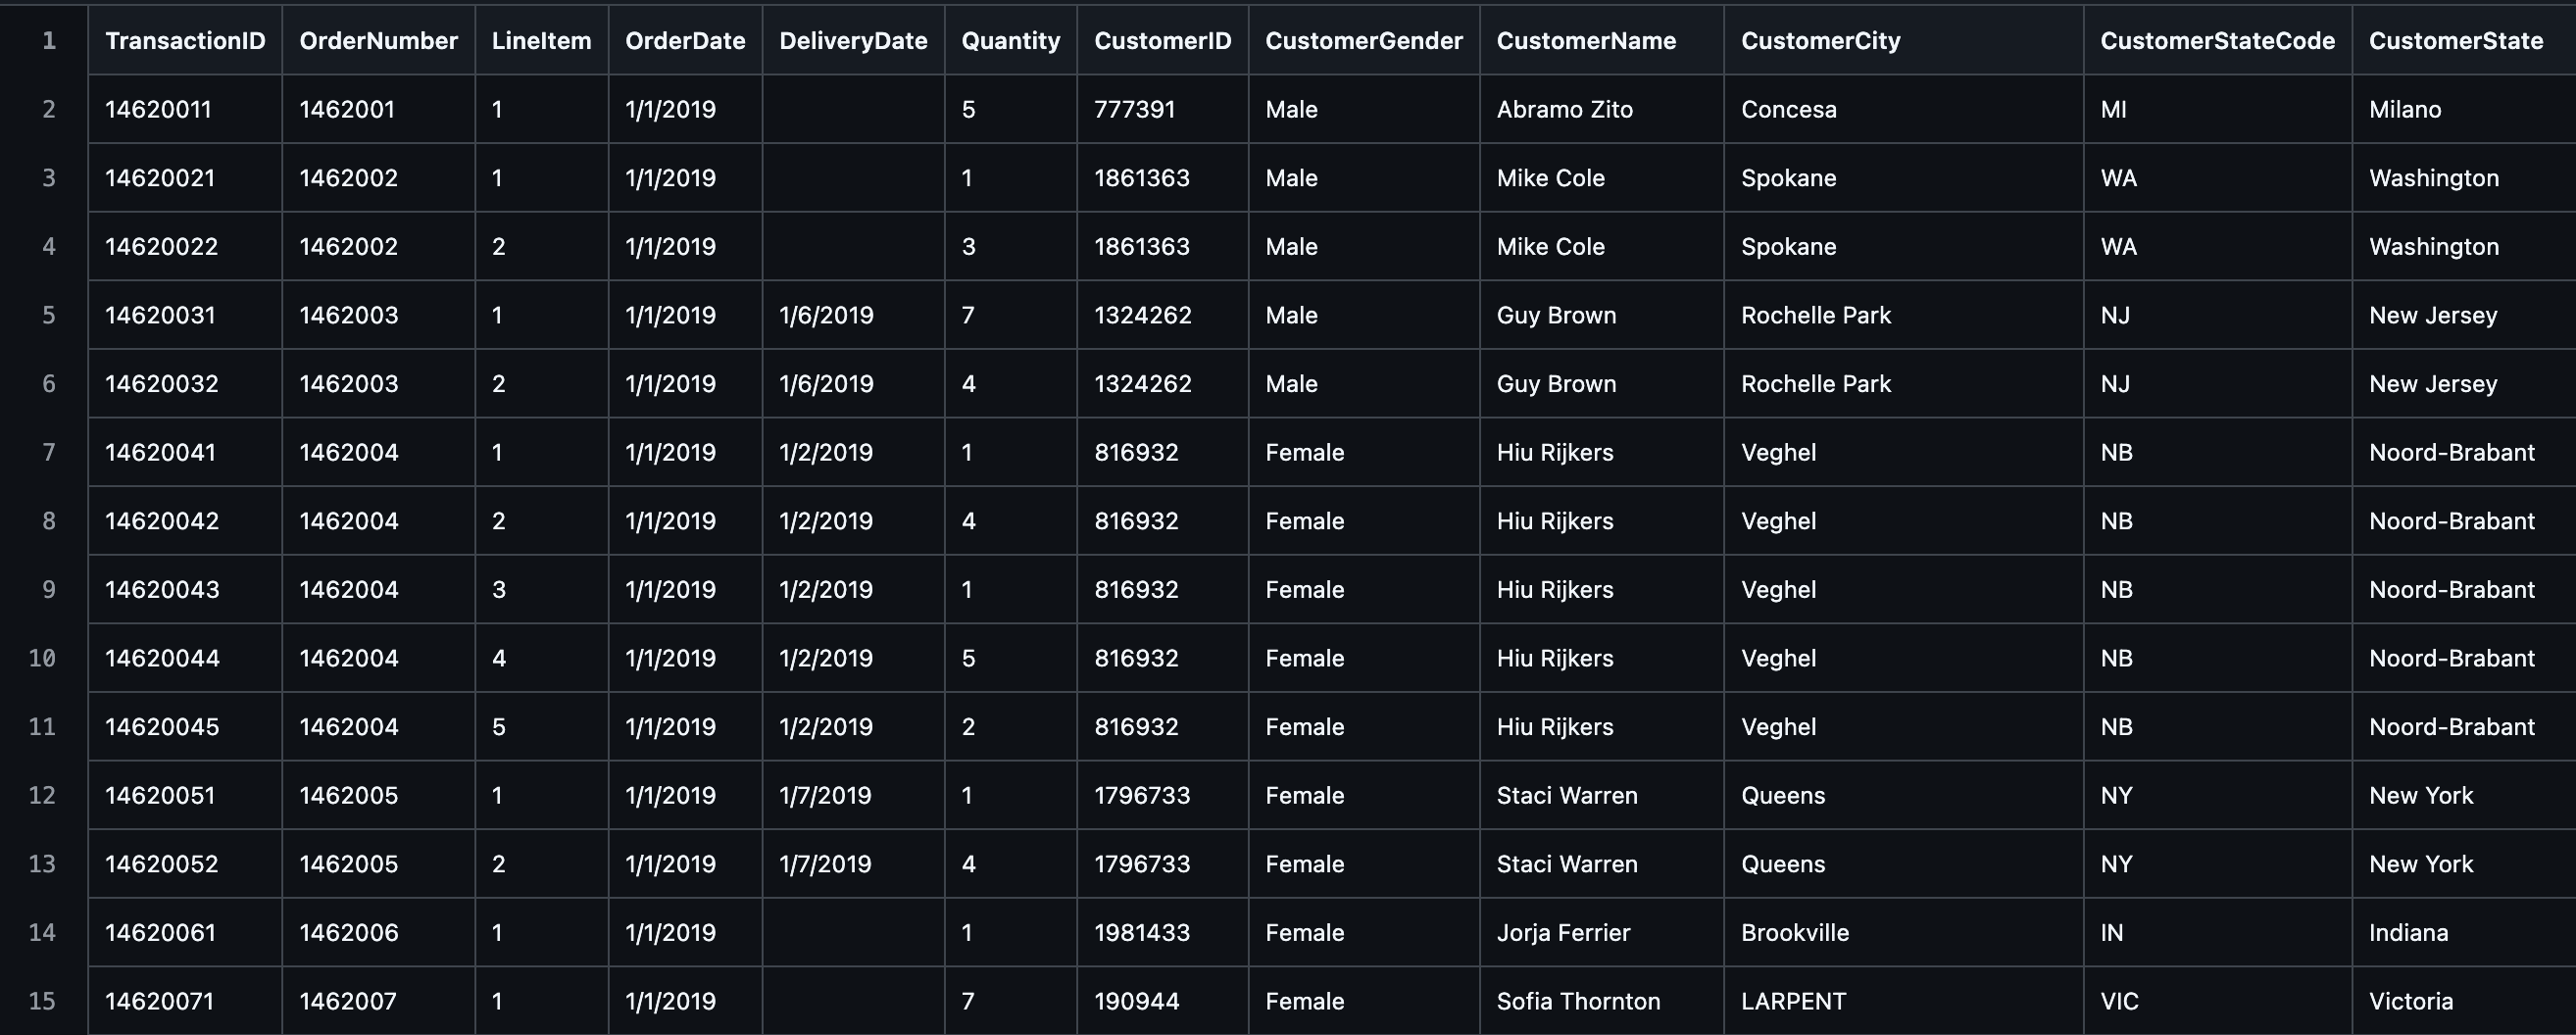 1 TransactionID OrderNumber LineItem OrderDate DeliveryDate Quantity CustomerID CustomerGender CustomerName CustomerCity CustomerStateCode CustomerState
2 14620011 1462001 1 1/1/2019 5 777391 Male Abramo Zito Concesa MI Milano
3 14620021 1462002 1 1/1/2019 1 1861363 Male Mike Cole Spokane WA Washington
4 14620022 1462002 2 1/1/2019 3 1861363 Male Mike Cole Spokane WA Washington
5 14620031 1462003 1 1/1/2019 1/6/2019 7 1324262 Male Guy Brown Rochelle Park NJ New Jersey
6 14620032 1462003 2 1/1/2019 1/6/2019 4 1324262 Male Guy Brown Rochelle Park NJ New Jersey
7 14620041 1462004 1 1/1/2019 1/2/2019 1 816932 Female Hiu Rijkers Veghel NB Noord-Brabant
8 14620042 1462004 2 1/1/2019 1/2/2019 4 816932 Female Hiu Rijkers Veghel NB Noord-Brabant
9 14620043 1462004 3 1/1/2019 1/2/2019 1 816932 Female Hiu Rijkers Veghel NB Noord-Brabant
10 14620044 1462004 4 1/1/2019 1/2/2019 5 816932 Female Hiu Rijkers Veghel NB Noord-Brabant
11 14620045 1462004 5 1/1/2019 1/2/2019 2 816932 Female Hiu Rijkers Veghel NB Noord-Brabant
12 14620051 1462005 1 1/1/2019 1/7/2019 1 1796733 Female Staci Warren Queens NY New York
13 14620052 1462005 2 1/1/2019 1/7/2019 4 1796733 Female Staci Warren Queens NY New York
14 14620061 1462006 1 1/1/2019 1 1981433 Female Jorja Ferrier Brookville IN Indiana
15 14620071 1462007 1 1/1/2019 7 190944 Female Sofia Thornton LARPENT VIC Victoria